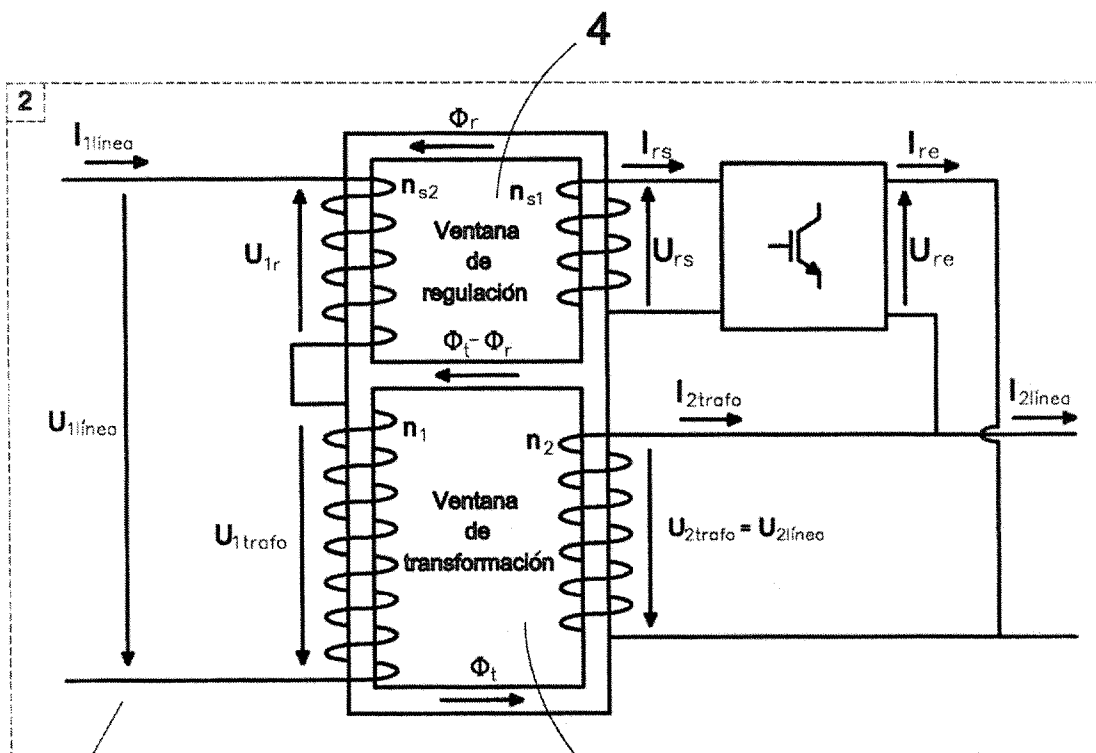 4
2
I₁línea
Φr
Irs
Ire
ns2
ns1
Ventana
de
regulación
U₁r
Urs
Ure
Φt - Φr
U₁línea
I₂trafo
I₂línea
n₁
n₂
Ventana
de
transformación
U₁trafo
U₂trafo = U₂línea
Φt